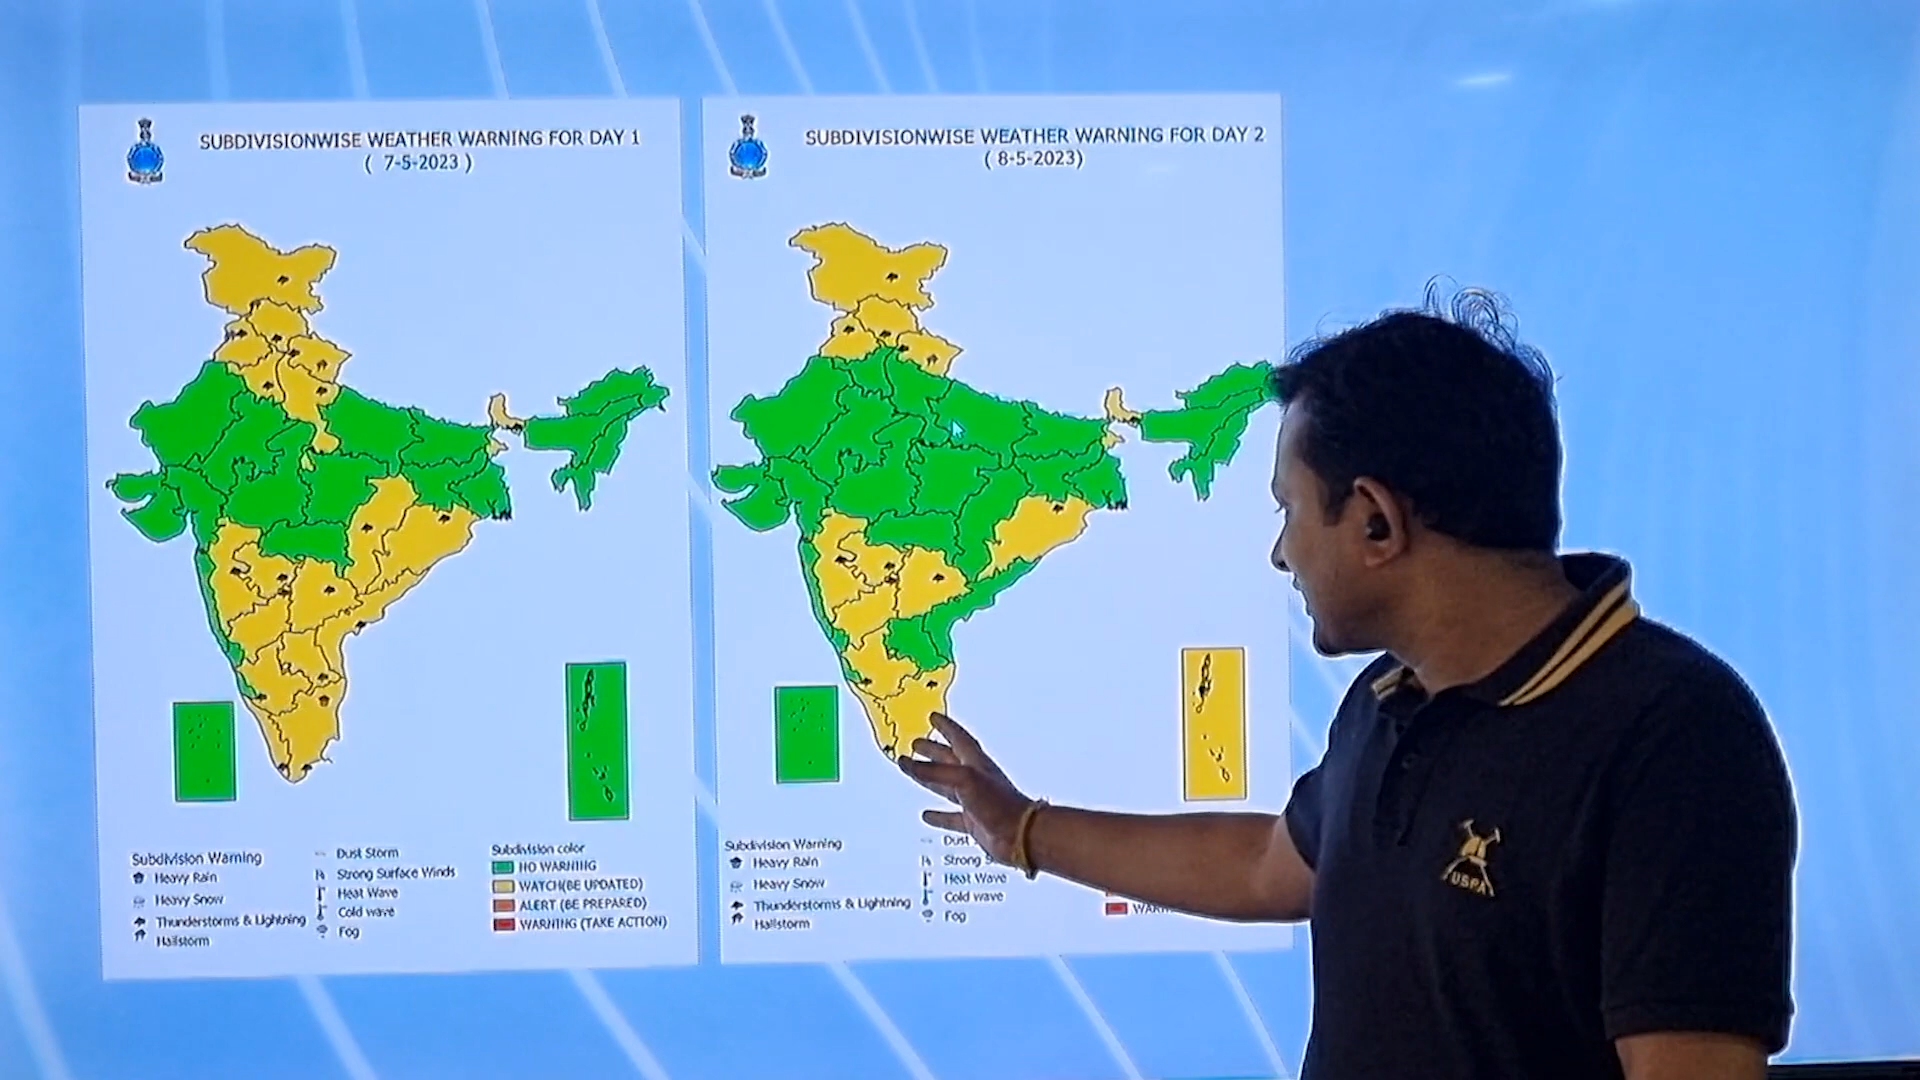 SUBDIVISIONWISE WEATHER WARNING FOR DAY 1
( 7-5-2023 )
Subdivision Warning
Heavy Rain
Heavy Snow
Thunderstorms & Lightning
Hailstorm
Dust Storm
Strong Surface Winds
Heat Wave
Cold wave
Fog
Subdivision color
NO WARNING
WATCH(BE UPDATED)
ALERT (BE PREPARED)
WARNING (TAKE ACTION)
SUBDIVISIONWISE WEATHER WARNING FOR DAY 2
( 8-5-2023)
Subdivision Warning
Heavy Rain
Heavy Snow
Thunderstorms & Lightning
Hailstorm
Dust
Strong
Heat Wave
Cold wave
Fog
USPA